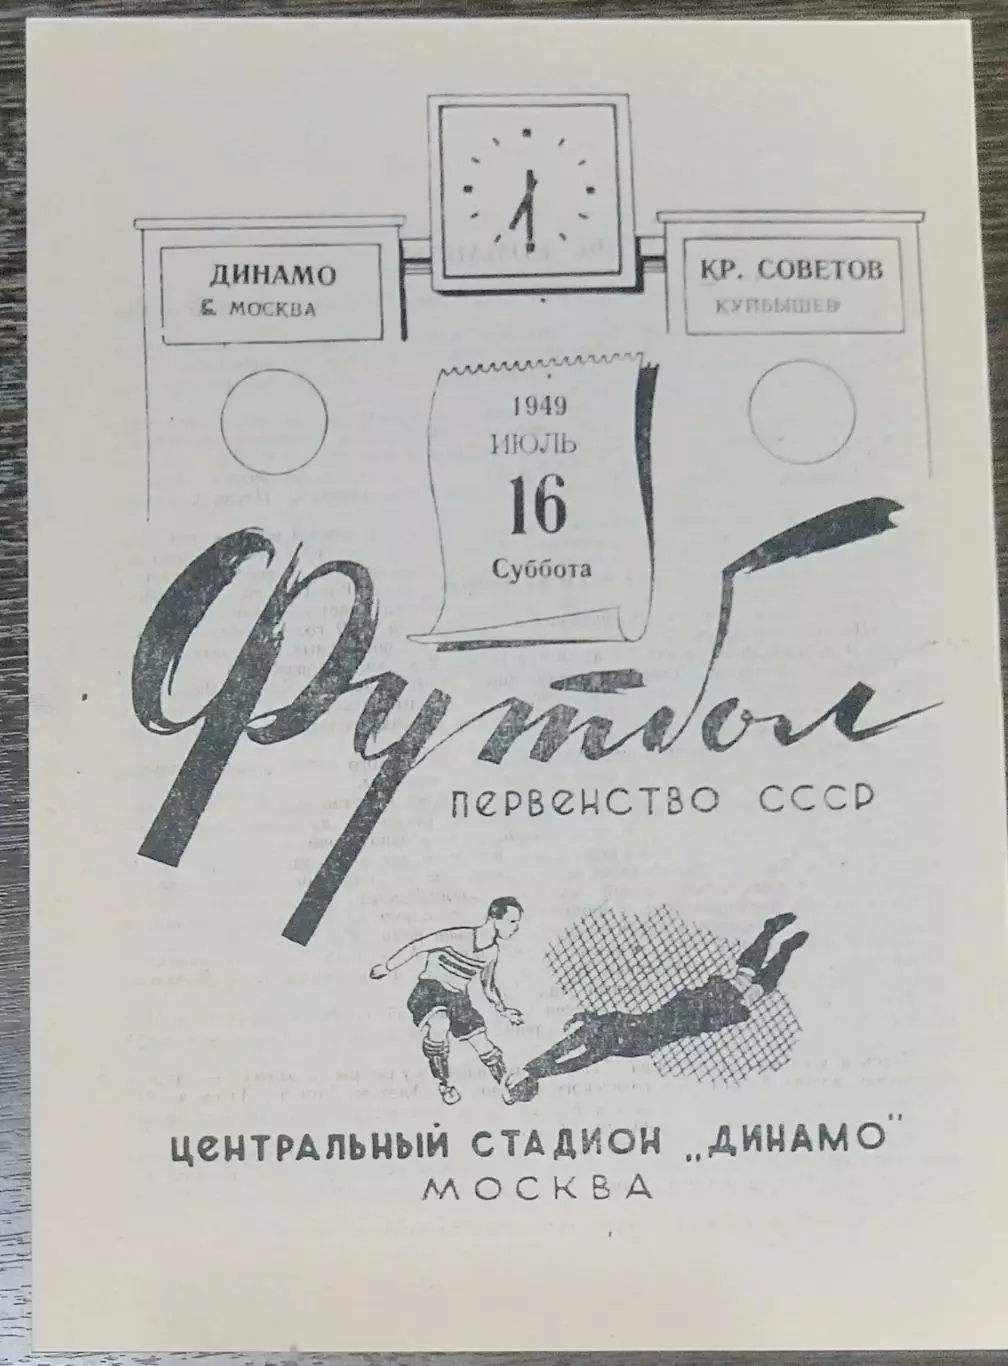 ДИНАМО
г. МОСКВА
КР. СОВЕТОВ
КУЙБЫШЕВ
1949
ИЮЛЬ
16
Суббота
Футбол
ПЕРВЕНСТВО СССР
ЦЕНТРАЛЬНЫЙ СТАДИОН „ДИНАМО"
МОСКВА